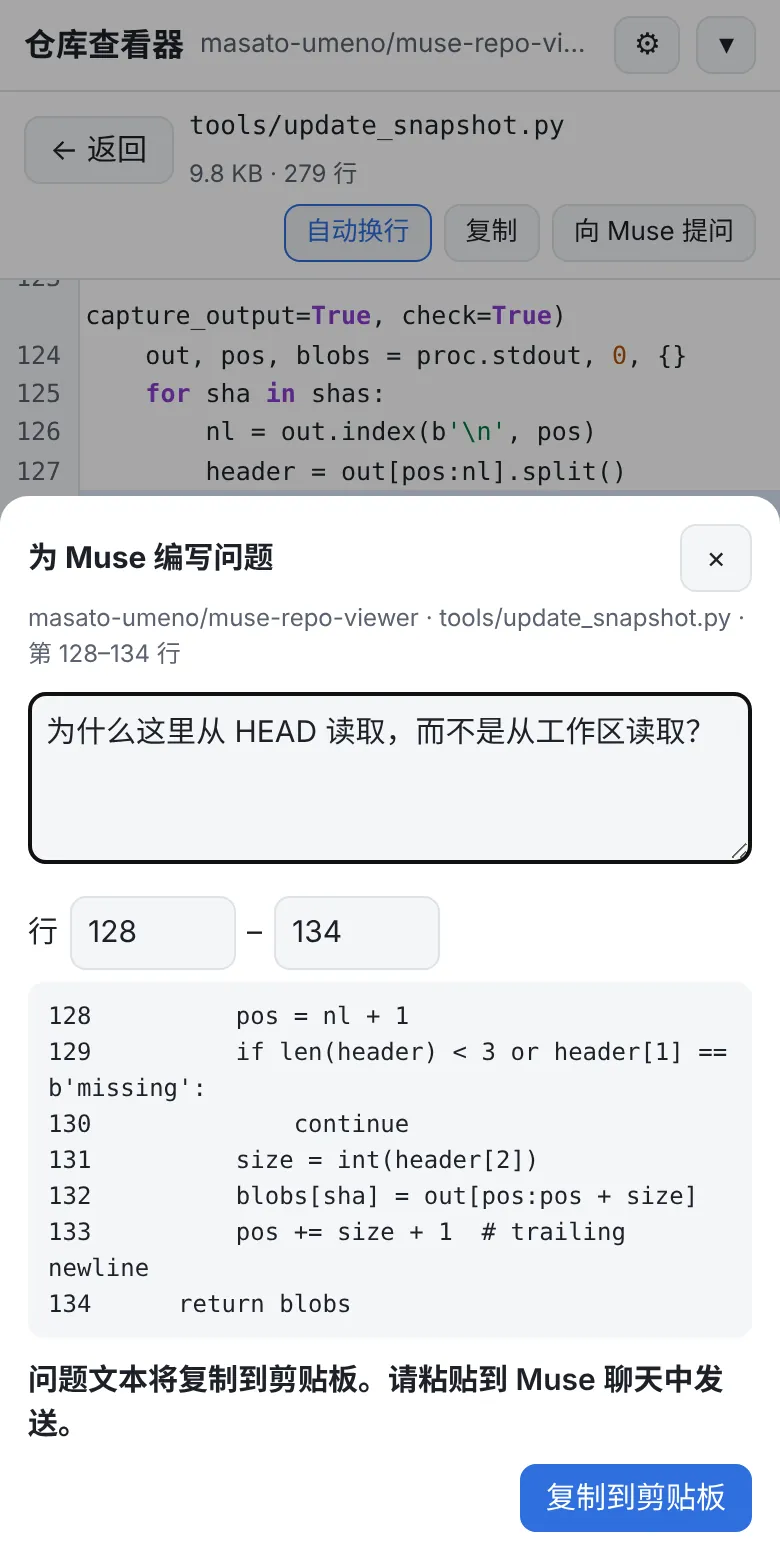 仓库查看器 masato-umeno/muse-repo-vi... ⚙ ▼
← 返回 tools/update_snapshot.py
9.8 KB · 279 行
自动换行 复制 向 Muse 提问
123
capture_output=True, check=True)
124     out, pos, blobs = proc.stdout, 0, {}
125     for sha in shas:
126         nl = out.index(b'\n', pos)
127         header = out[pos:nl].split()
为 Muse 编写问题 ×
masato-umeno/muse-repo-viewer · tools/update_snapshot.py ·
第 128–134 行
为什么这里从 HEAD 读取，而不是从工作区读取？
行 128 – 134
128          pos = nl + 1
129          if len(header) < 3 or header[1] ==
b'missing':
130              continue
131          size = int(header[2])
132          blobs[sha] = out[pos:pos + size]
133          pos += size + 1  # trailing
newline
134      return blobs
问题文本将复制到剪贴板。请粘贴到 Muse 聊天中发
送。
复制到剪贴板